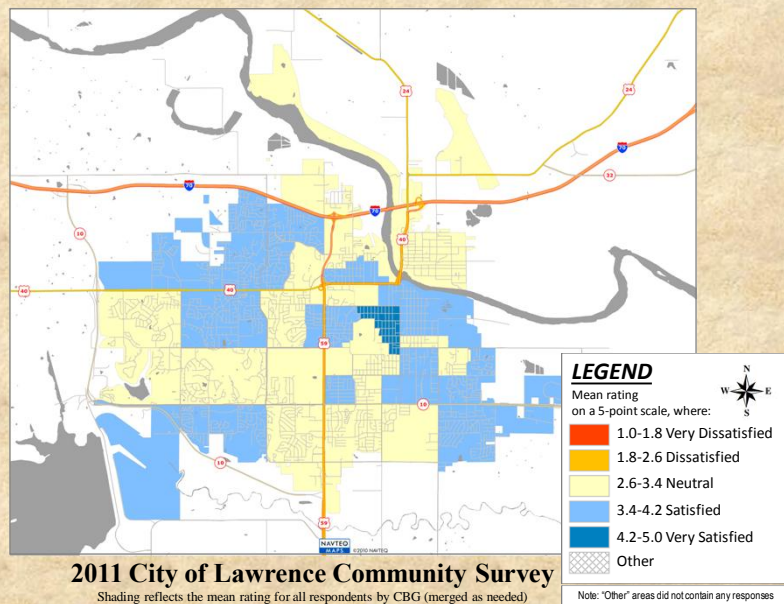 24
24
70
70
32
70
10
40
40
40
59
10
10
59
NAVTEQ
MAPS
©2010 NAVTEQ
LEGEND
Mean rating
on a 5-point scale, where:
N
W
E
S
1.0-1.8 Very Dissatisfied
1.8-2.6 Dissatisfied
2.6-3.4 Neutral
3.4-4.2 Satisfied
4.2-5.0 Very Satisfied
Other
2011 City of Lawrence Community Survey
Shading reflects the mean rating for all respondents by CBG (merged as needed)
Note: "Other" areas did not contain any responses